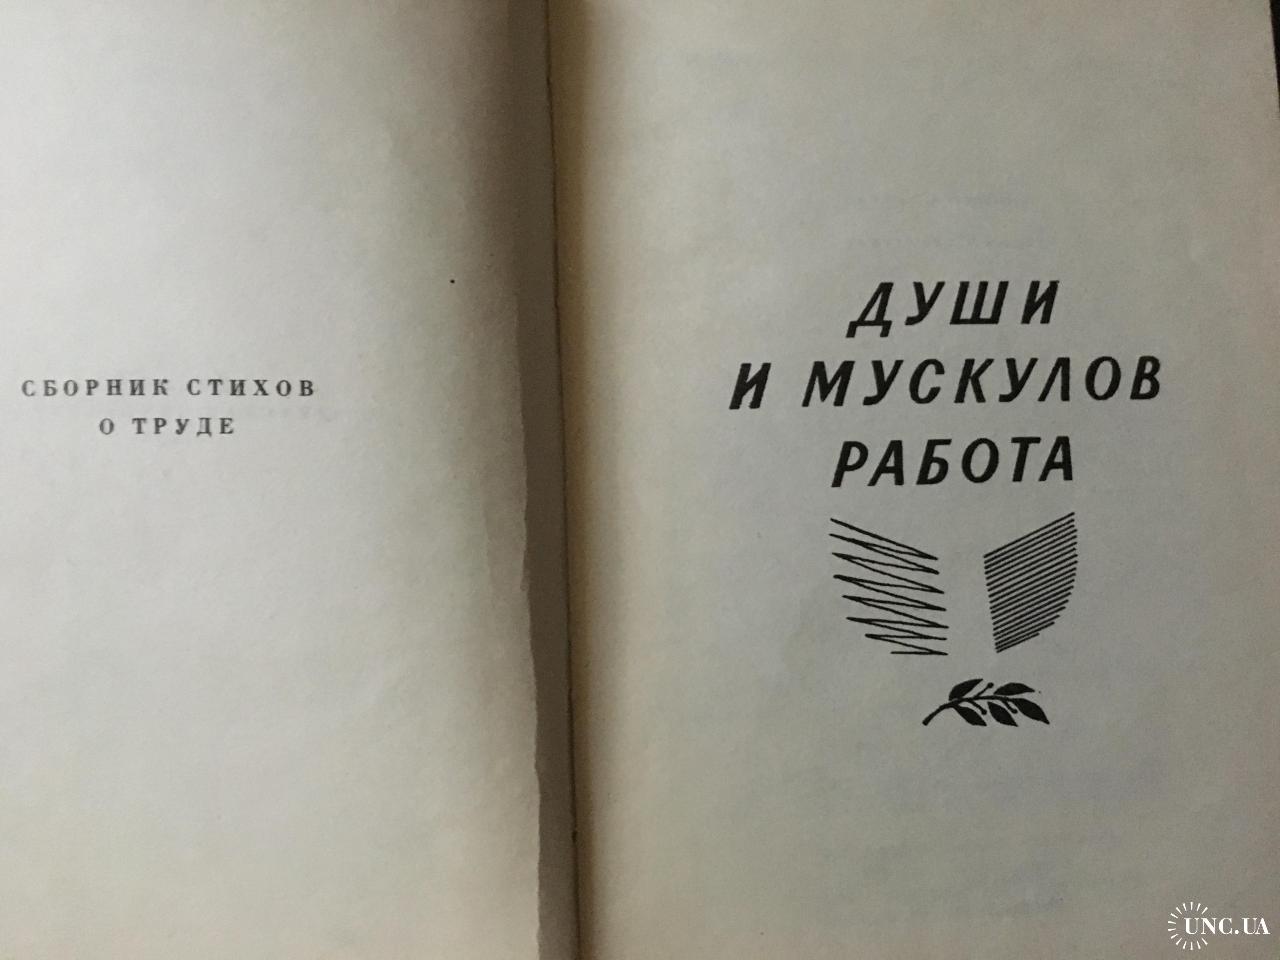 СБОРНИК СТИХОВ
О ТРУДЕ
ДУШИ
И МУСКУЛОВ
РАБОТА
UNC.UA